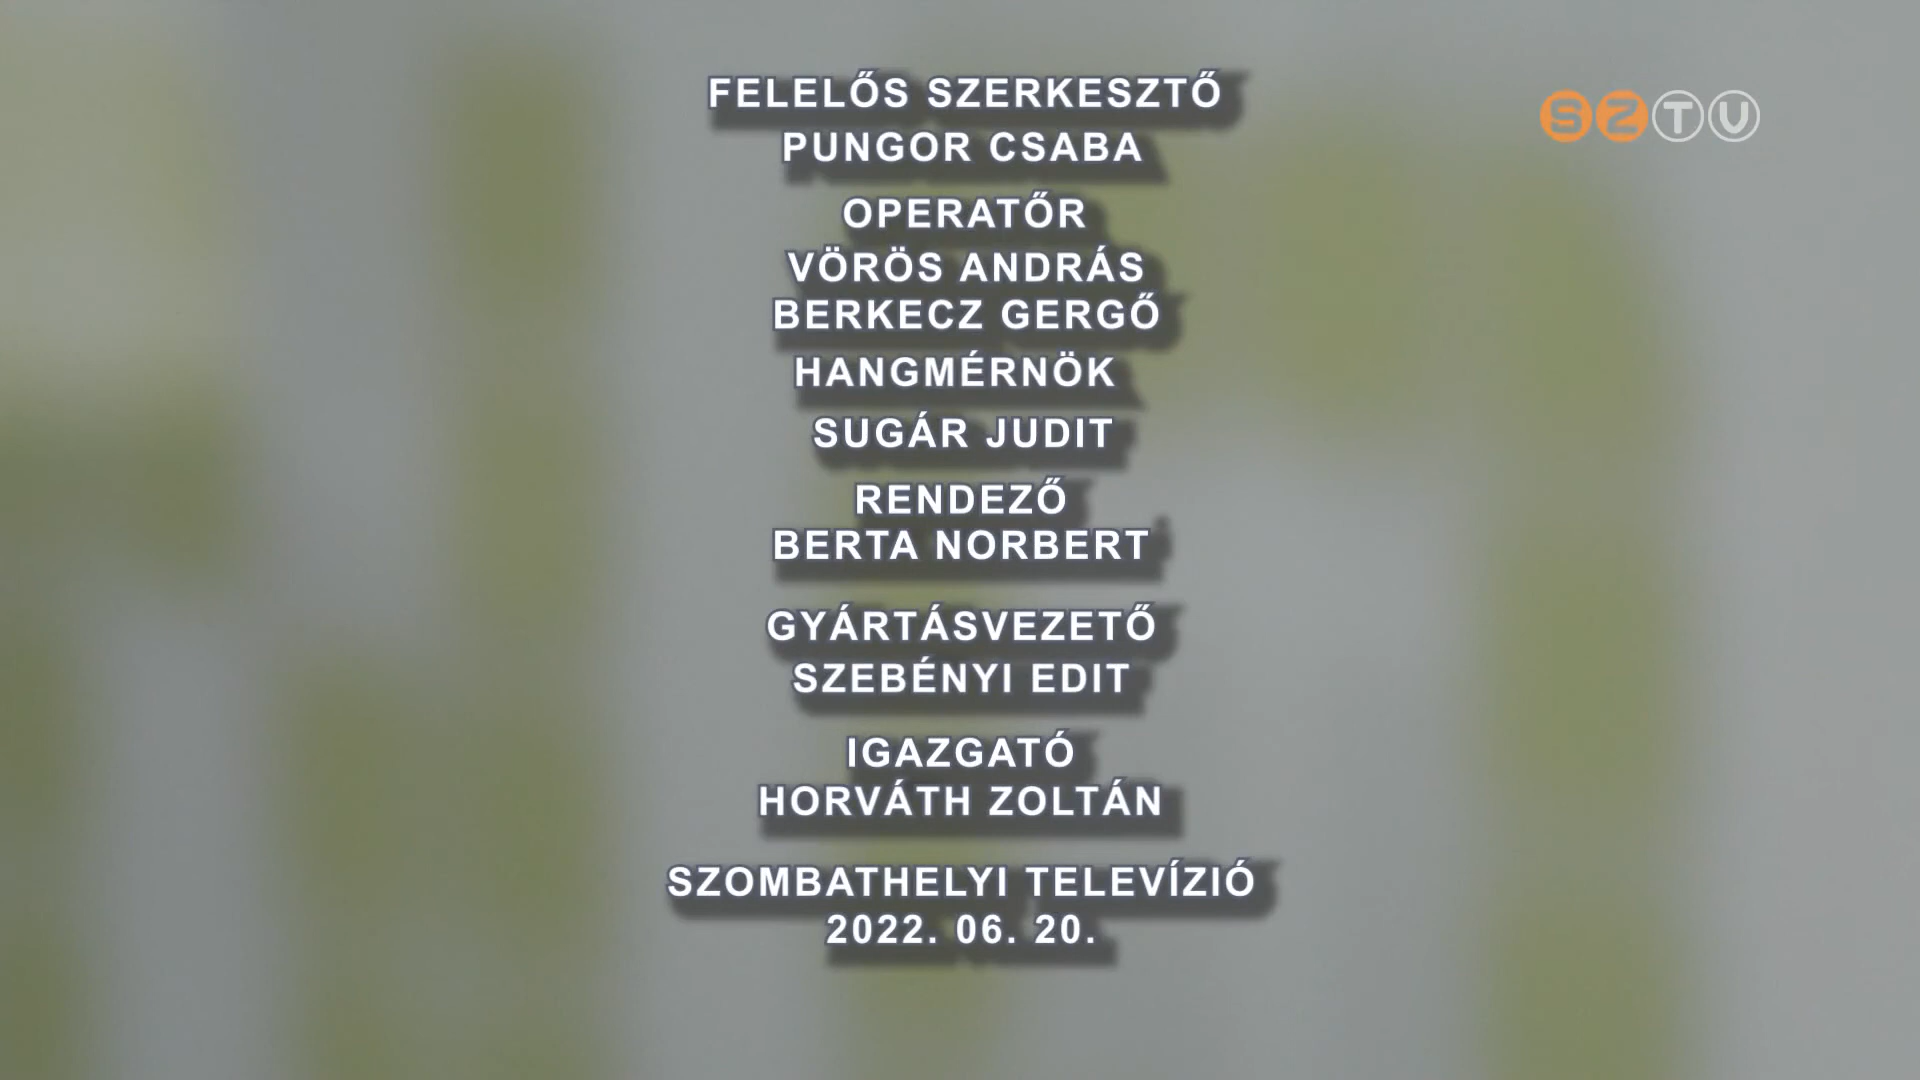 FELELŐS SZERKESZTŐ
SZTV
PUNGOR CSABA
OPERATŐR
VÖRÖS ANDRÁS
BERKECZ GERGŐ
HANGMÉRNÖK
SUGÁR JUDIT
RENDEZŐ
BERTA NORBERT
GYÁRTÁSVEZETŐ
SZEBÉNYI EDIT
IGAZGATÓ
HORVÁTH ZOLTÁN
SZOMBATHELYI TELEVÍZIÓ
2022. 06. 20.